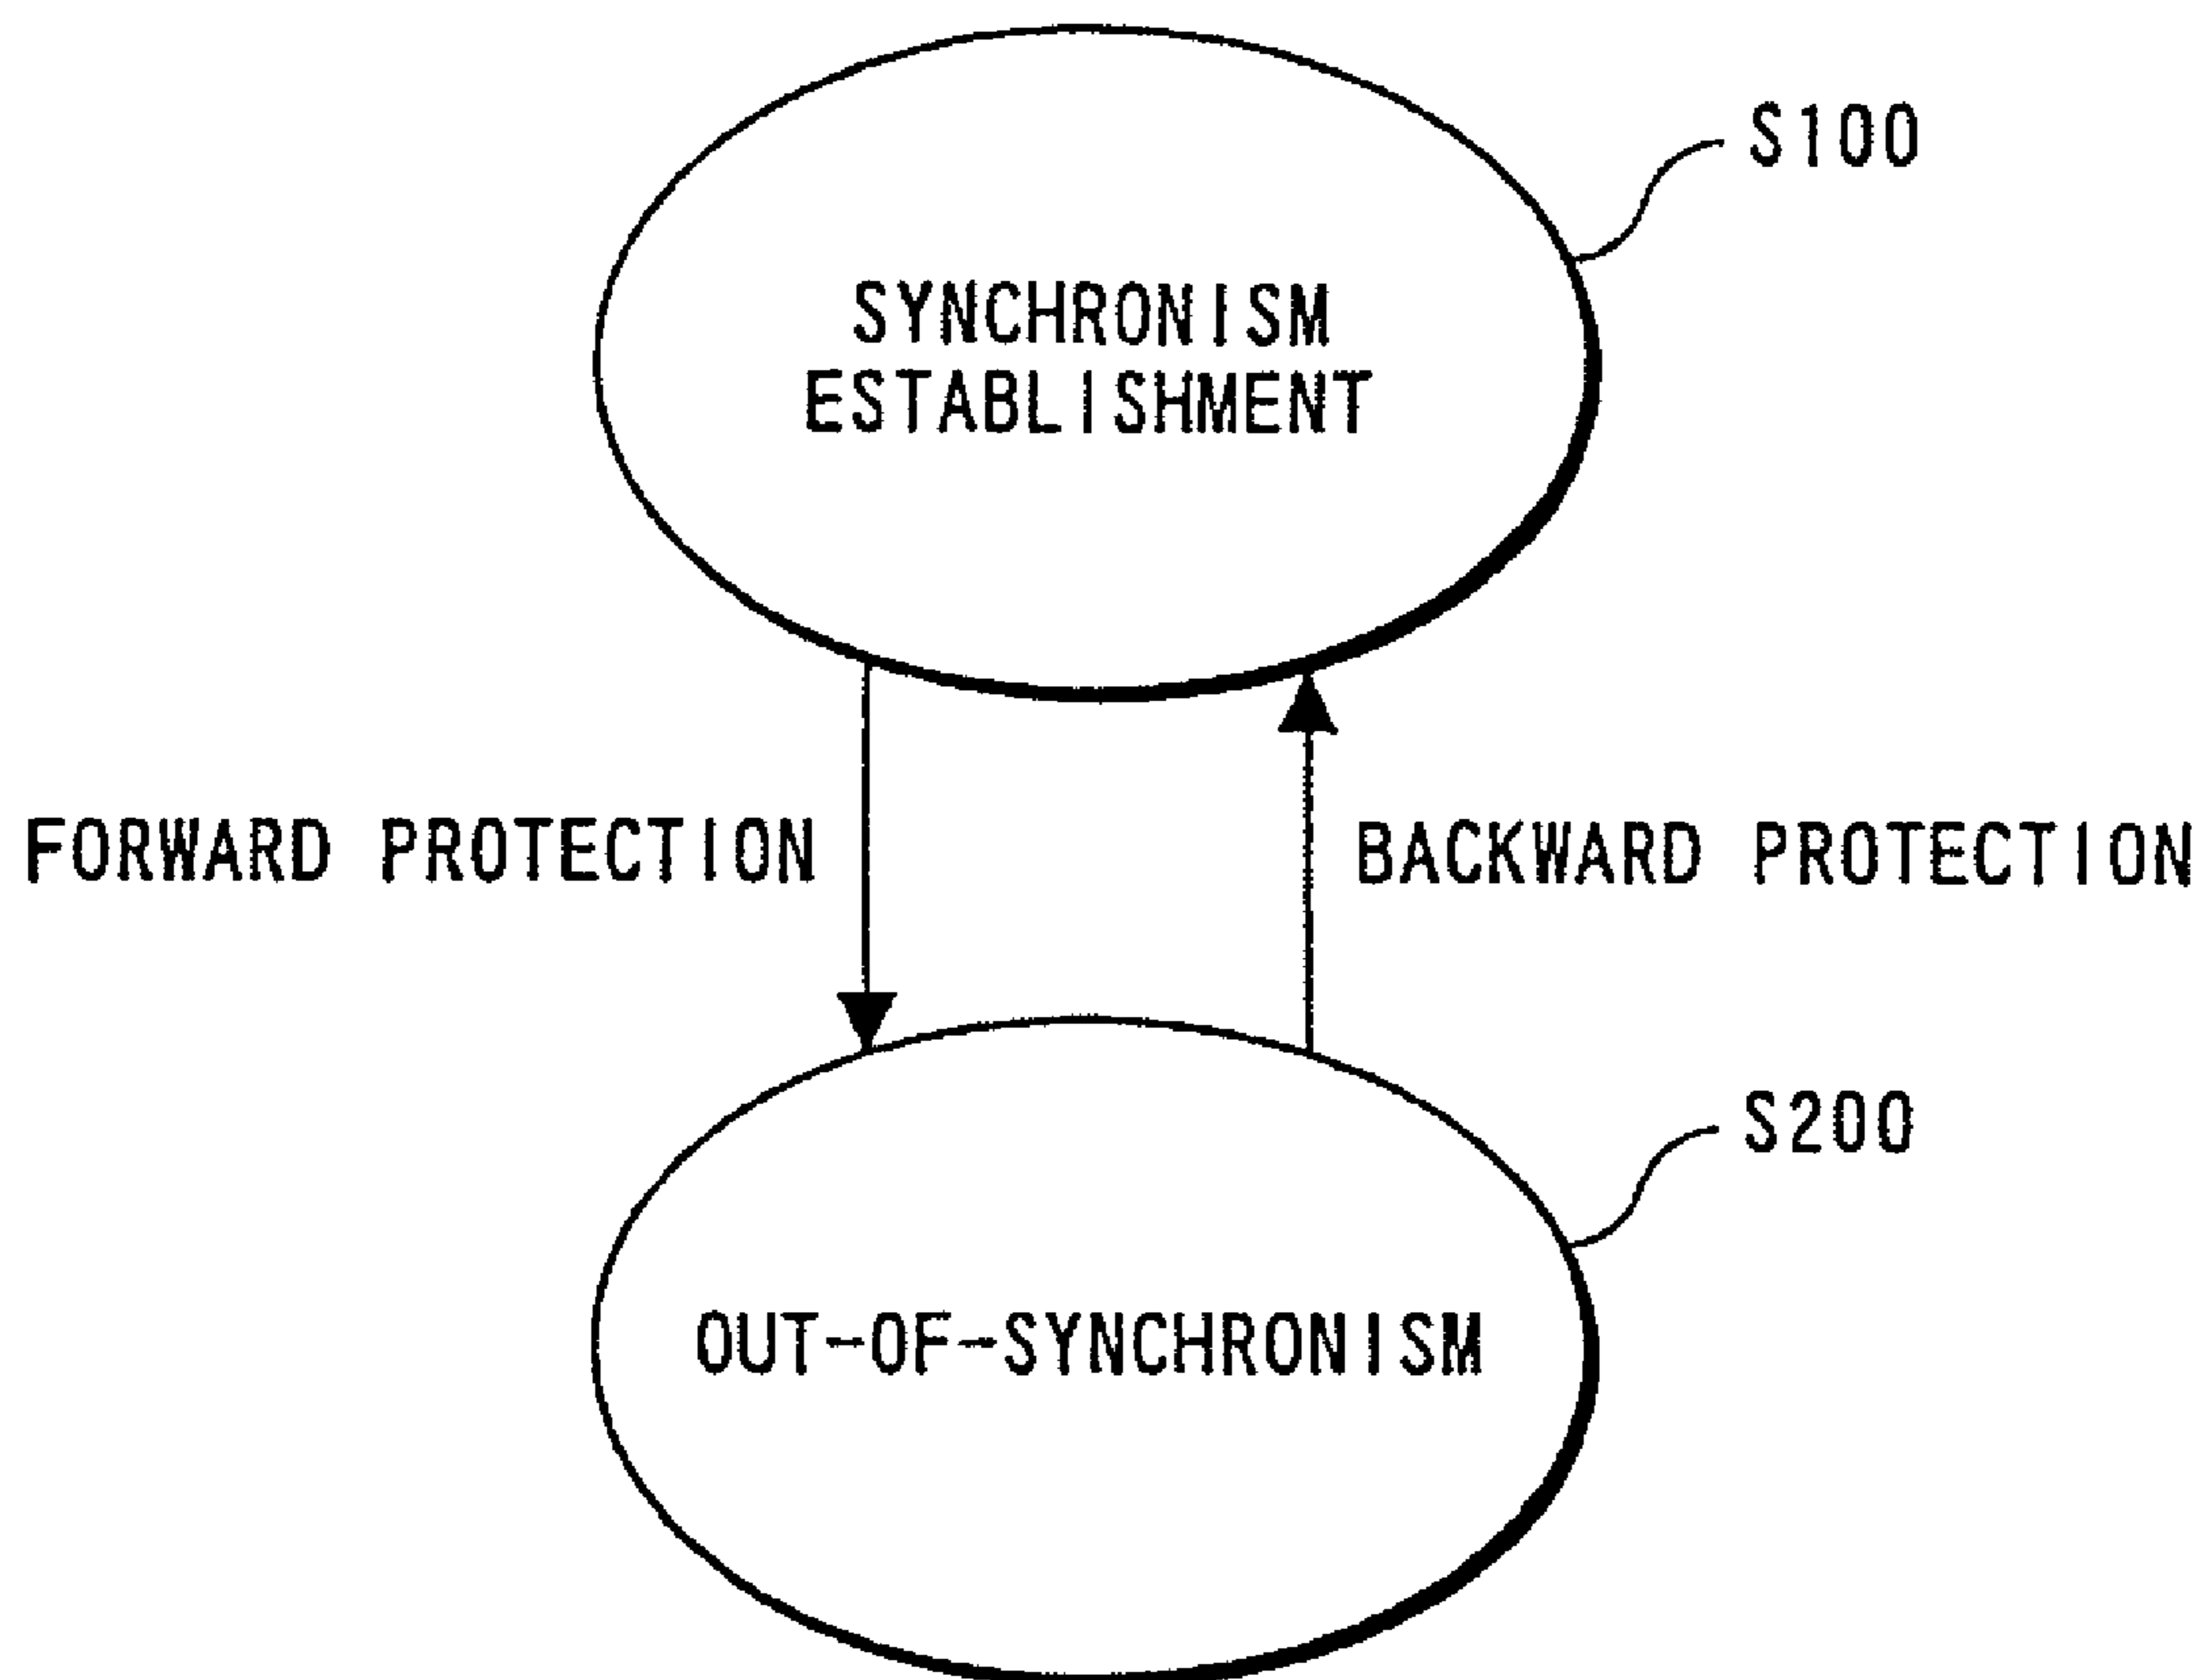 S100
SYNCHRONISM
ESTABLISHMENT
FORWARD PROTECTION
BACKWARD PROTECTION
S200
OUT-OF-SYNCHRONISM